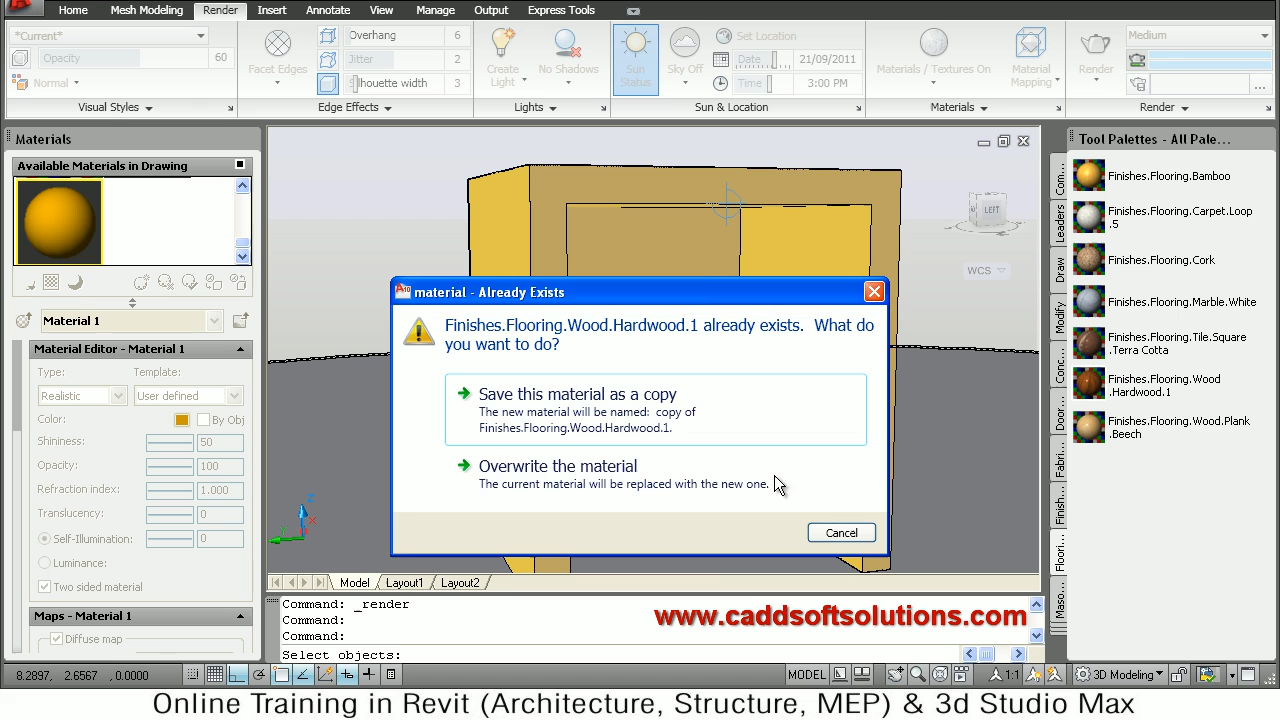 Home Mesh Modeling Render Insert Annotate View Manage Output Express Tools
*Current*
Opacity 60
Normal
Visual Styles
Facet Edges
Overhang 6
Jitter 2
Silhouette width 3
Edge Effects
Create Light
No Shadows
Lights
Sun Status
Sky Off
Set Location
Date 21/09/2011
Time 3:00 PM
Sun & Location
Materials / Textures On
Material Mapping
Materials
Render
Medium
...
Render
Materials
Available Materials in Drawing
Material 1
Material Editor - Material 1
Type: Template:
Realistic User defined
Color: By Obj
Shininess: 50
Opacity: 100
Refraction index: 1.000
Translucency: 0
Self-Illumination: 0
Luminance:
Two sided material
Maps - Material 1
Diffuse map
LEFT
WCS
Z
X
material - Already Exists
Finishes.Flooring.Wood.Hardwood.1 already exists. What do
you want to do?
Save this material as a copy
The new material will be named: copy of
Finishes.Flooring.Wood.Hardwood.1.
Overwrite the material
The current material will be replaced with the new one.
Cancel
Model Layout1 Layout2
Command: _render
Command:
Command:
Select objects:
www.caddsoftsolutions.com
Tool Palettes - All Pale...
Com...
Leaders
Draw
Modify
Conc...
Door...
Fabri...
Finish...
Floori...
Maso...
Finishes.Flooring.Bamboo
Finishes.Flooring.Carpet.Loop
.5
Finishes.Flooring.Cork
Finishes.Flooring.Marble.White
Finishes.Flooring.Tile.Square
.Terra Cotta
Finishes.Flooring.Wood
.Hardwood.1
Finishes.Flooring.Wood.Plank
.Beech
8.2897, 2.6567 , 0.0000
MODEL
1:1
3D Modeling
Online Training in Revit (Architecture, Structure, MEP) & 3d Studio Max